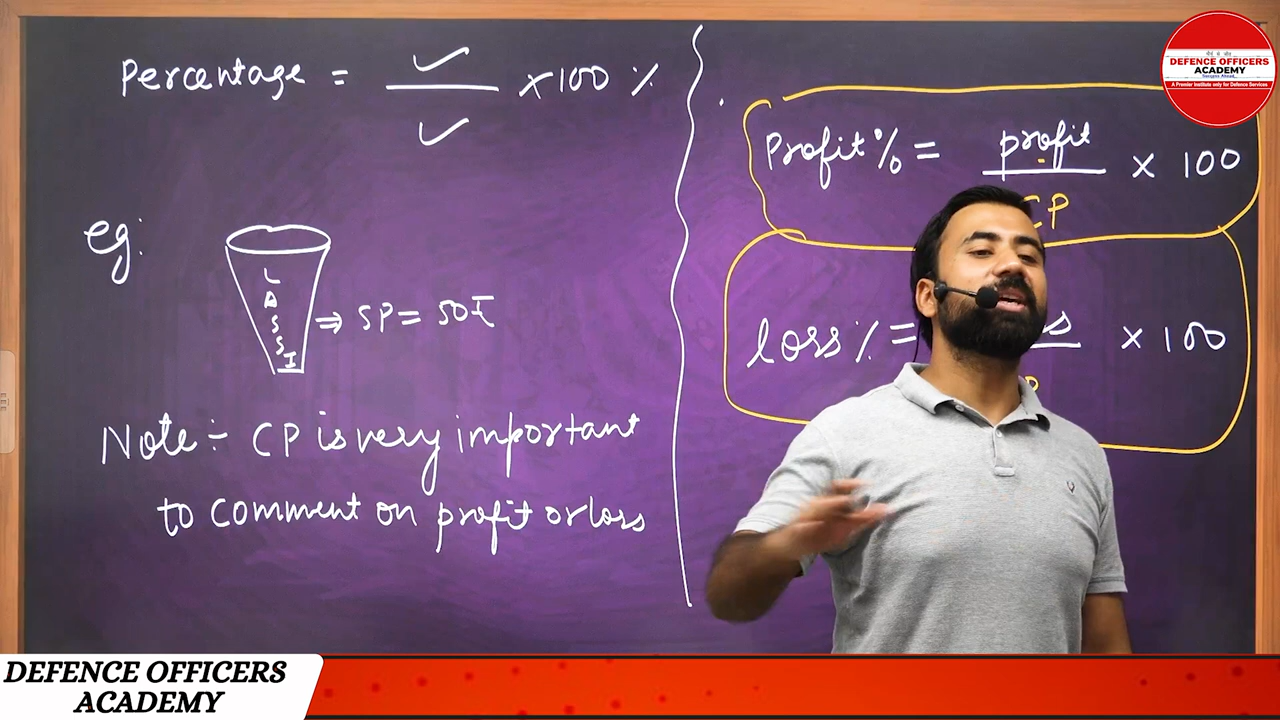 Percentage = ✓/✓ ×100 %
eg:
LASSI
⇒ SP = 50₹
Note:- CP is very important
to comment on profit or loss
Profit % = profit/CP × 100
loss % = × 100
DEFENCE OFFICERS
ACADEMY
A Premier Institute only for Defence Services
DEFENCE OFFICERS
ACADEMY